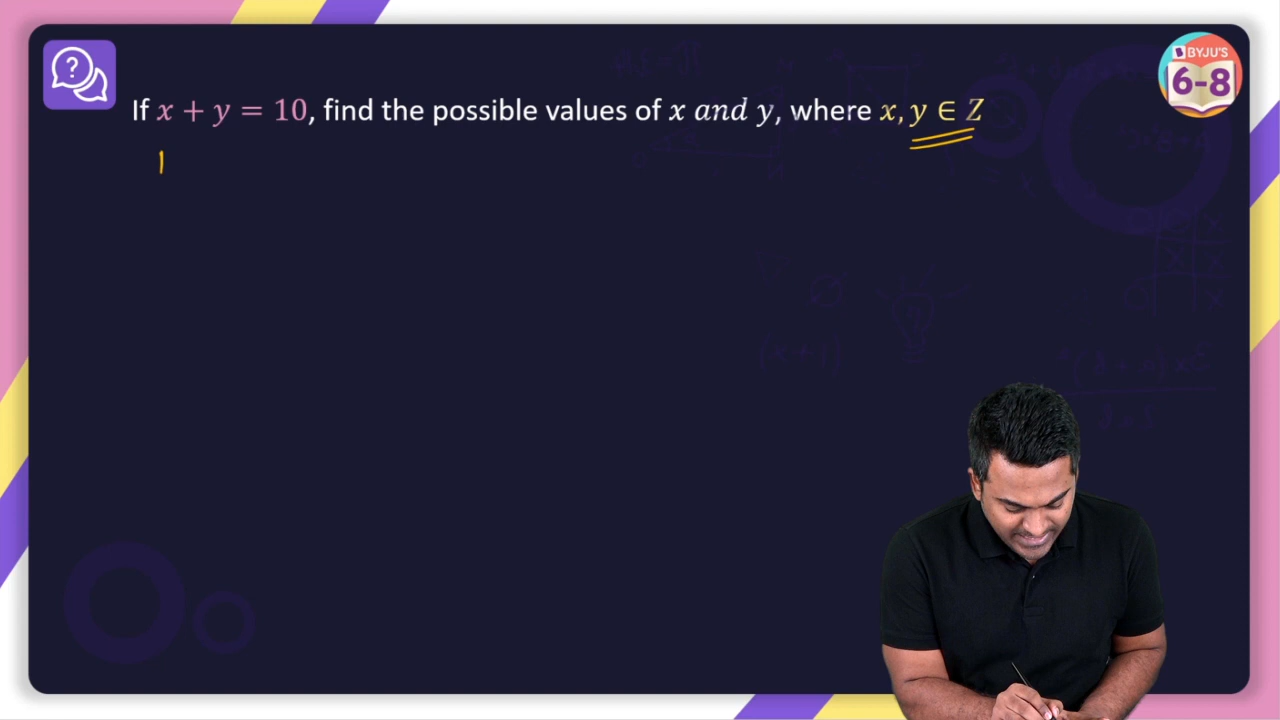 ?
BYJU'S
6-8
If x + y = 10, find the possible values of x and y, where x, y ∈ Z
1